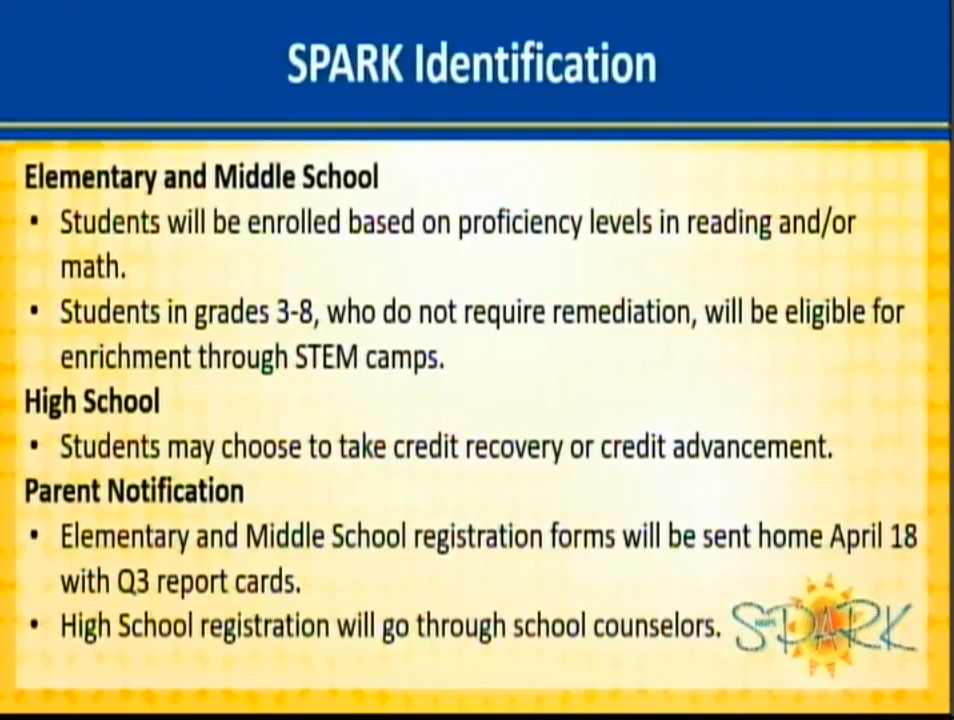 SPARK Identification
Elementary and Middle School
• Students will be enrolled based on proficiency levels in reading and/or
math.
• Students in grades 3-8, who do not require remediation, will be eligible for
enrichment through STEM camps.
High School
• Students may choose to take credit recovery or credit advancement.
Parent Notification
• Elementary and Middle School registration forms will be sent home April 18
with Q3 report cards.
• High School registration will go through school counselors.
SPARK